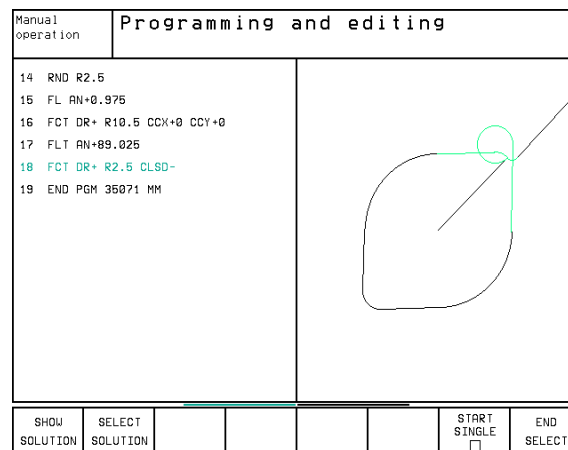 Manual
operation
Programming and editing
14 RND R2.5
15 FL AN+0.975
16 FCT DR+ R10.5 CCX+0 CCY+0
17 FLT AN+89.025
18 FCT DR+ R2.5 CLSD-
19 END PGM 35071 MM
SHOW
SOLUTION
SELECT
SOLUTION
START
SINGLE
END
SELECT